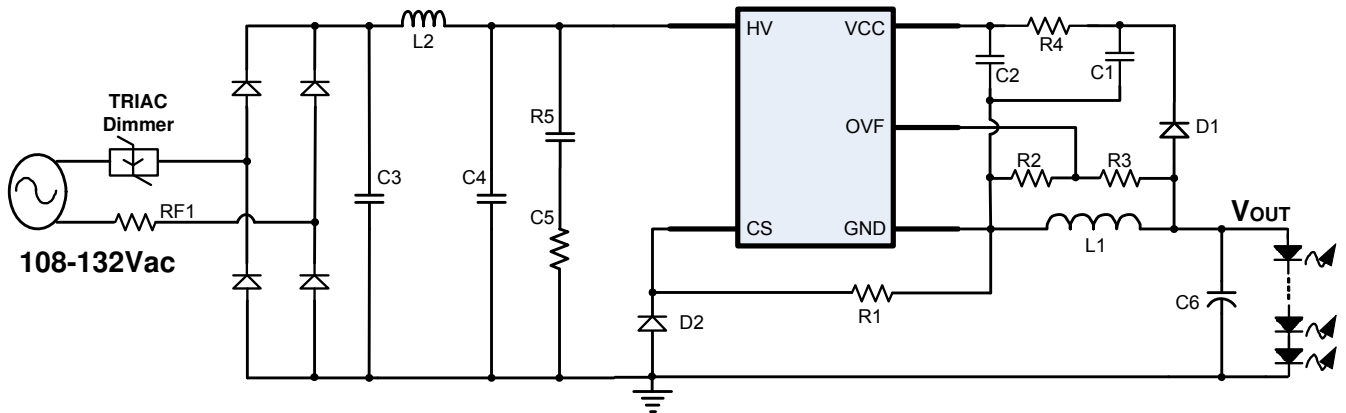 L2
HV
VCC
R4
C2
C1
TRIAC
Dimmer
R5
OVF
D1
RF1
C3
C4
C5
R2
R3
CS
GND
L1
VOUT
108-132Vac
D2
R1
C6